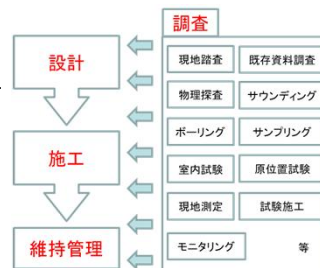 調査
設計
現地踏査 既存資料調査
物理探査 サウンディング
ボーリング サンプリング
施工
室内試験 原位置試験
現地測定 試験施工
維持管理
モニタリング 等